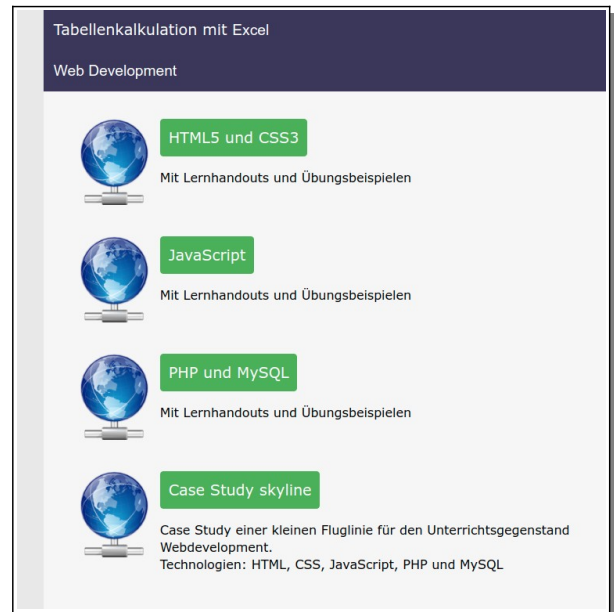 Tabellenkalkulation mit Excel
Web Development
HTML5 und CSS3
Mit Lernhandouts und Übungsbeispielen
JavaScript
Mit Lernhandouts und Übungsbeispielen
PHP und MySQL
Mit Lernhandouts und Übungsbeispielen
Case Study skyline
Case Study einer kleinen Fluglinie für den Unterrichtsgegenstand
Webdevelopment.
Technologien: HTML, CSS, JavaScript, PHP und MySQL